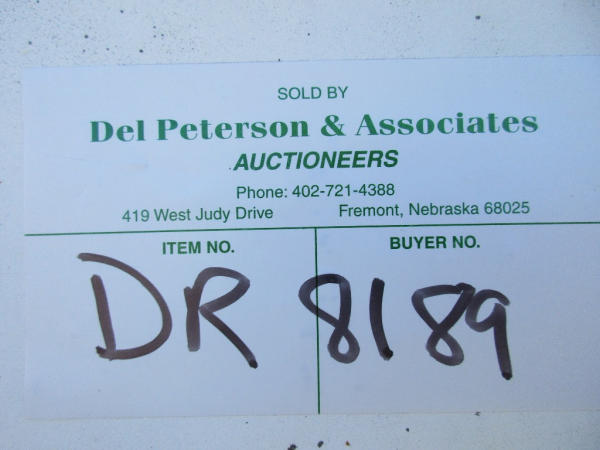 SOLD BY
Del Peterson & Associates
AUCTIONEERS
Phone: 402-721-4388
419 West Judy Drive Fremont, Nebraska 68025
ITEM NO. BUYER NO.
DR 8189